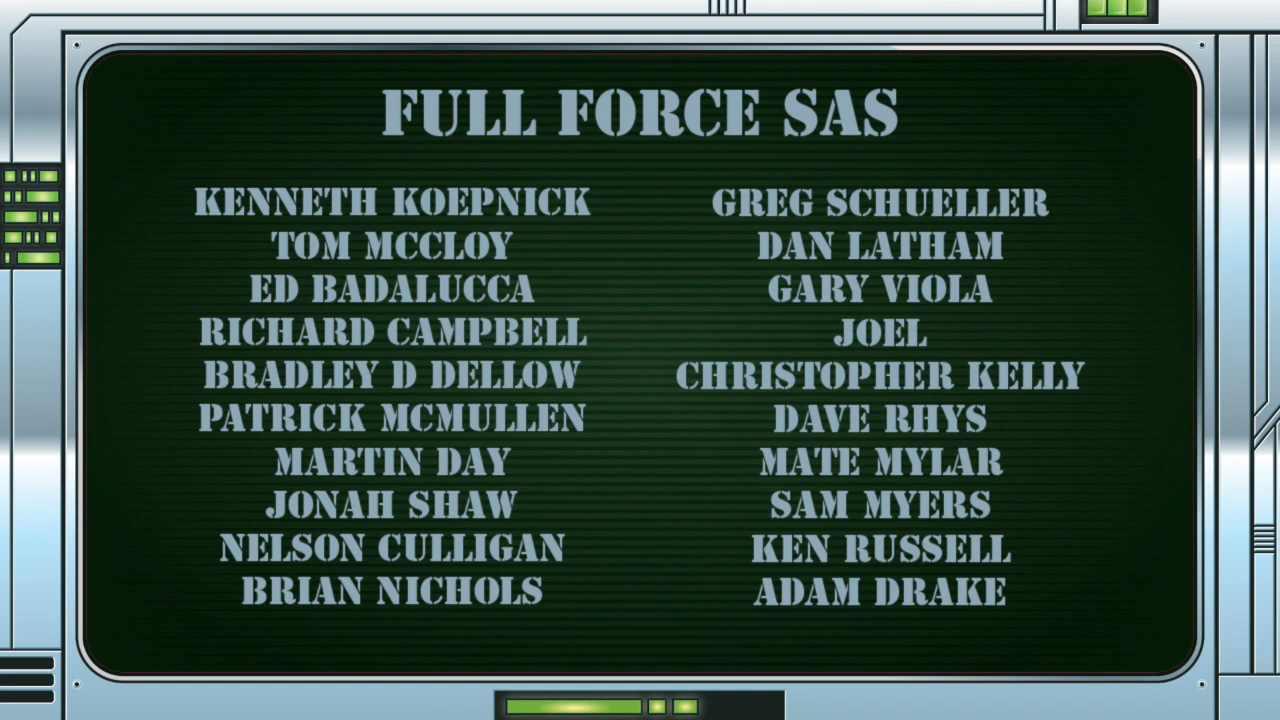 FULL FORCE SAS
KENNETH KOEPNICK
TOM MCCLOY
ED BADALUCCA
RICHARD CAMPBELL
BRADLEY D DELLOW
PATRICK MCMULLEN
MARTIN DAY
JONAH SHAW
NELSON CULLIGAN
BRIAN NICHOLS
GREG SCHUELLER
DAN LATHAM
GARY VIOLA
JOEL
CHRISTOPHER KELLY
DAVE RHYS
MATE MYLAR
SAM MYERS
KEN RUSSELL
ADAM DRAKE